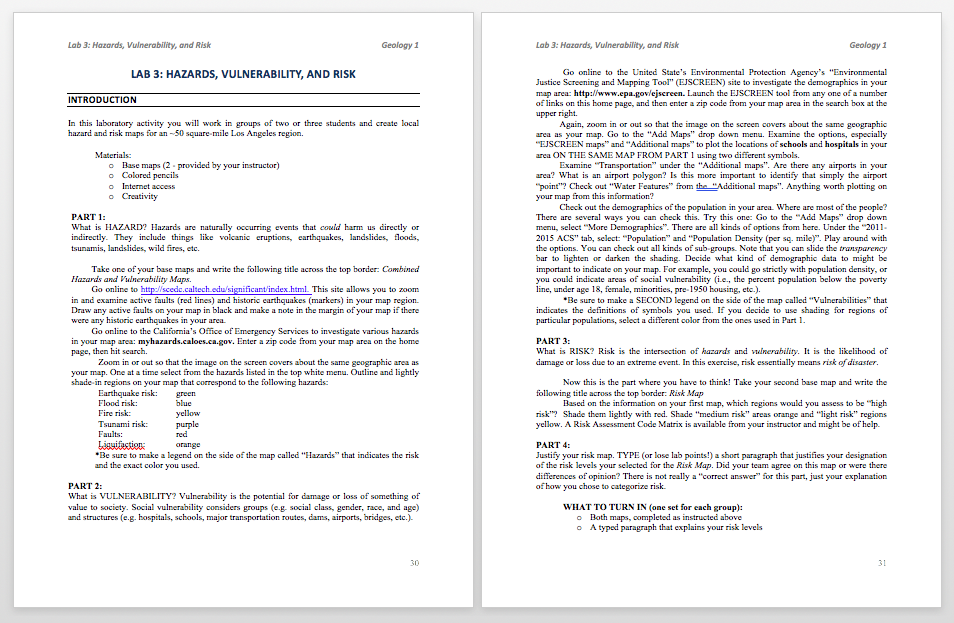 Lab 3: Hazards, Vulnerability, and Risk Geology 1
LAB 3: HAZARDS, VULNERABILITY, AND RISK
INTRODUCTION
In this laboratory activity you will work in groups of two or three students and create local
hazard and risk maps for an ~50 square-mile Los Angeles region.
Materials:
o Base maps (2 - provided by your instructor)
o Colored pencils
o Internet access
o Creativity
PART 1:
What is HAZARD? Hazards are naturally occurring events that could harm us directly or
indirectly. They include things like volcanic eruptions, earthquakes, landslides, floods,
tsunamis, landslides, wild fires, etc.
Take one of your base maps and write the following title across the top border: Combined
Hazards and Vulnerability Maps.
Go online to http://scedc.caltech.edu/significant/index.html. This site allows you to zoom
in and examine active faults (red lines) and historic earthquakes (markers) in your map region.
Draw any active faults on your map in black and make a note in the margin of your map if there
were any historic earthquakes in your area.
Go online to the California's Office of Emergency Services to investigate various hazards
in your map area: myhazards.caloes.ca.gov. Enter a zip code from your map area on the home
page, then hit search.
Zoom in or out so that the image on the screen covers about the same geographic area as
your map. One at a time select from the hazards listed in the top white menu. Outline and lightly
shade-in regions on your map that correspond to the following hazards:
Earthquake risk: green
Flood risk: blue
Fire risk: yellow
Tsunami risk: purple
Faults: red
Liquifaction: orange
*Be sure to make a legend on the side of the map called "Hazards" that indicates the risk
and the exact color you used.
PART 2:
What is VULNERABILITY? Vulnerability is the potential for damage or loss of something of
value to society. Social vulnerability considers groups (e.g. social class, gender, race, and age)
and structures (e.g. hospitals, schools, major transportation routes, dams, airports, bridges, etc.).
30
Lab 3: Hazards, Vulnerability, and Risk Geology 1
Go online to the United State's Environmental Protection Agency's "Environmental
Justice Screening and Mapping Tool" (EJSCREEN) site to investigate the demographics in your
map area: http://www.epa.gov/ejscreen. Launch the EJSCREEN tool from any one of a number
of links on this home page, and then enter a zip code from your map area in the search box at the
upper right.
Again, zoom in or out so that the image on the screen covers about the same geographic
area as your map. Go to the "Add Maps" drop down menu. Examine the options, especially
"EJSCREEN maps" and "Additional maps" to plot the locations of schools and hospitals in your
area ON THE SAME MAP FROM PART 1 using two different symbols.
Examine "Transportation" under the "Additional maps". Are there any airports in your
area? What is an airport polygon? Is this more important to identify that simply the airport
"point"? Check out "Water Features" from the "Additional maps". Anything worth plotting on
your map from this information?
Check out the demographics of the population in your area. Where are most of the people?
There are several ways you can check this. Try this one: Go to the "Add Maps" drop down
menu, select "More Demographics". There are all kinds of options from here. Under the "2011-
2015 ACS" tab, select: "Population" and "Population Density (per sq. mile)". Play around with
the options. You can check out all kinds of sub-groups. Note that you can slide the transparency
bar to lighten or darken the shading. Decide what kind of demographic data to might be
important to indicate on your map. For example, you could go strictly with population density, or
you could indicate areas of social vulnerability (i.e., the percent population below the poverty
line, under age 18, female, minorities, pre-1950 housing, etc.).
*Be sure to make a SECOND legend on the side of the map called "Vulnerabilities" that
indicates the definitions of symbols you used. If you decide to use shading for regions of
particular populations, select a different color from the ones used in Part 1.
PART 3:
What is RISK? Risk is the intersection of hazards and vulnerability. It is the likelihood of
damage or loss due to an extreme event. In this exercise, risk essentially means risk of disaster.
Now this is the part where you have to think! Take your second base map and write the
following title across the top border: Risk Map
Based on the information on your first map, which regions would you assess to be "high
risk"? Shade them lightly with red. Shade "medium risk" areas orange and "light risk" regions
yellow. A Risk Assessment Code Matrix is available from your instructor and might be of help.
PART 4:
Justify your risk map. TYPE (or lose lab points!) a short paragraph that justifies your designation
of the risk levels your selected for the Risk Map. Did your team agree on this map or were there
differences of opinion? There is not really a "correct answer" for this part, just your explanation
of how you chose to categorize risk.
WHAT TO TURN IN (one set for each group):
o Both maps, completed as instructed above
o A typed paragraph that explains your risk levels
31